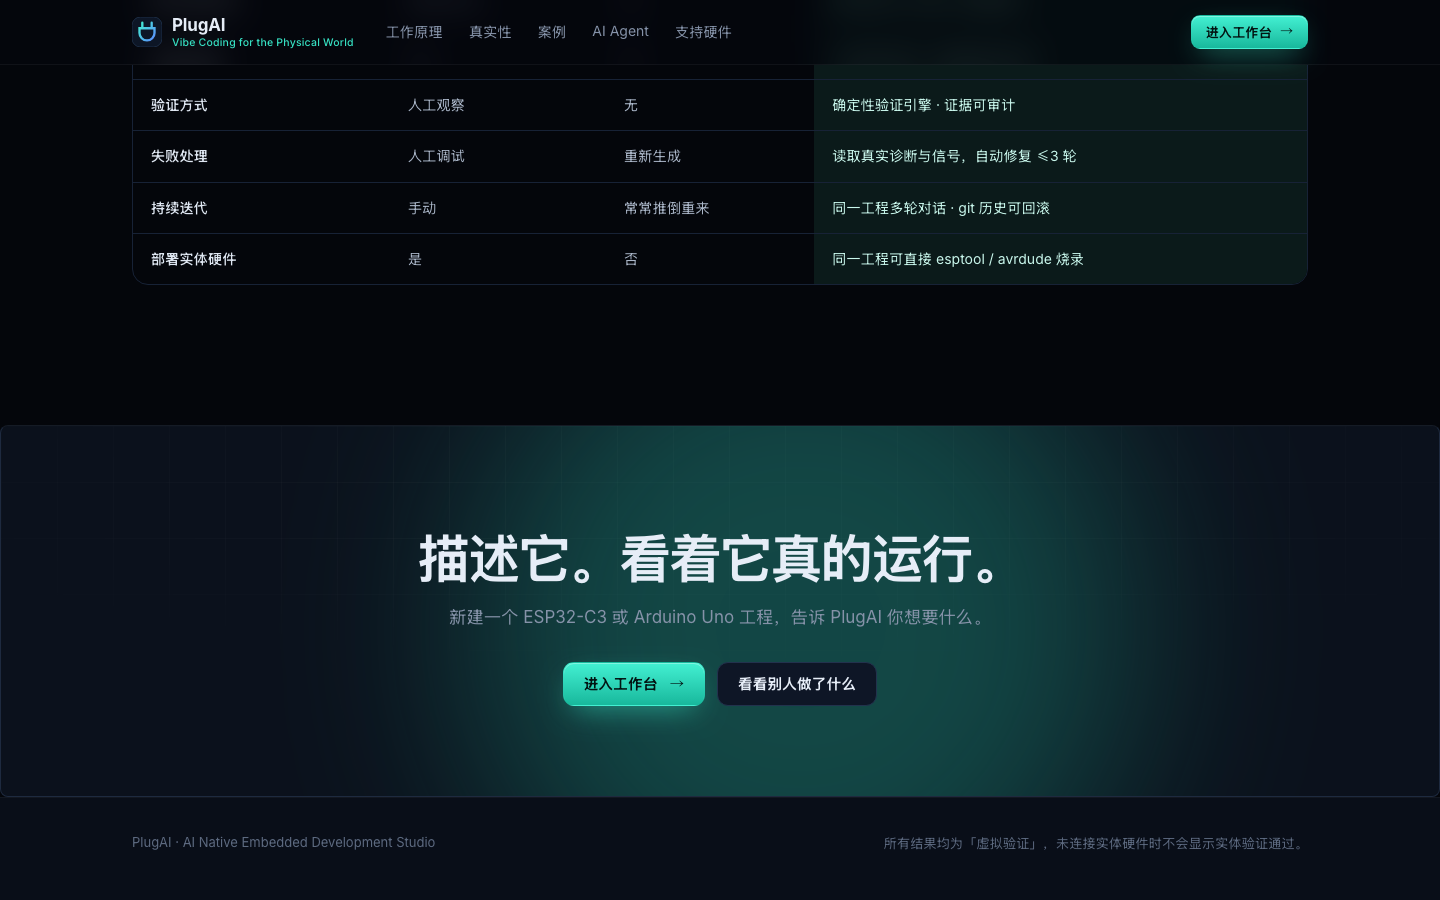 PlugAI
Vibe Coding for the Physical World
工作原理 真实性 案例 AI Agent 支持硬件
进入工作台 →
验证方式 人工观察 无 确定性验证引擎 · 证据可审计
失败处理 人工调试 重新生成 读取真实诊断与信号，自动修复 ≤3 轮
持续迭代 手动 常常推倒重来 同一工程多轮对话 · git 历史可回滚
部署实体硬件 是 否 同一工程可直接 esptool / avrdude 烧录
描述它。看着它真的运行。
新建一个 ESP32-C3 或 Arduino Uno 工程，告诉 PlugAI 你想要什么。
进入工作台 → 看看别人做了什么
PlugAI · AI Native Embedded Development Studio 所有结果均为「虚拟验证」，未连接实体硬件时不会显示实体验证通过。